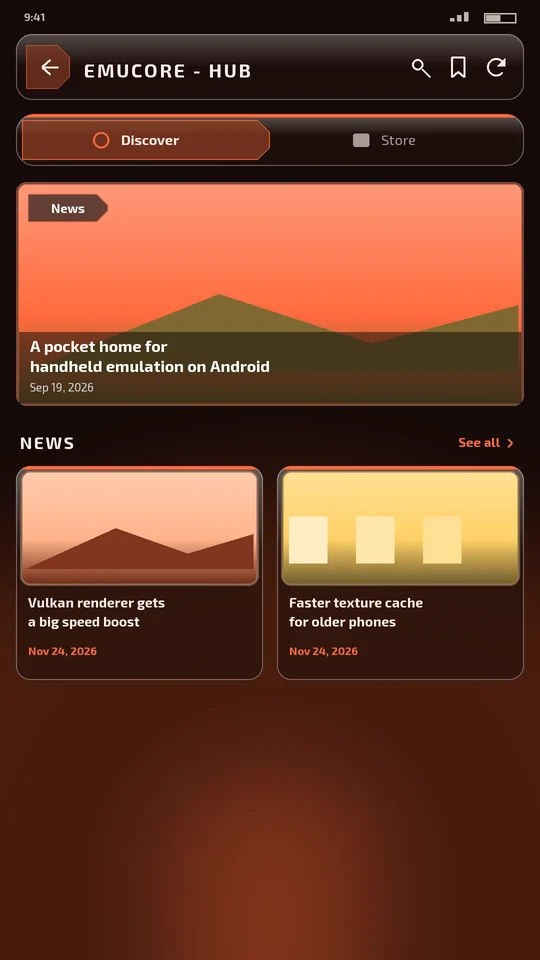 9:41
EMUCORE - HUB
Discover
Store
News
A pocket home for
handheld emulation on Android
Sep 19, 2026
NEWS
See all
Vulkan renderer gets
a big speed boost
Nov 24, 2026
Faster texture cache
for older phones
Nov 24, 2026